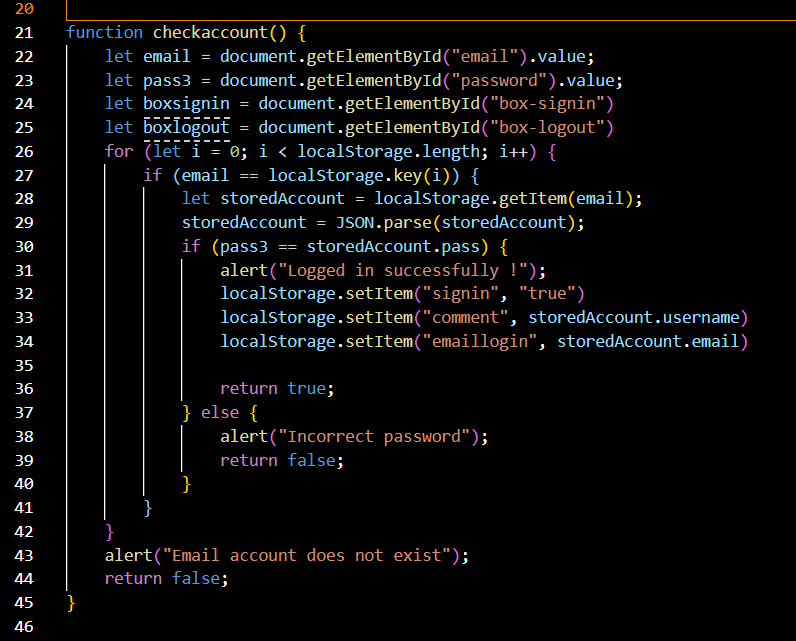 20
21 function checkaccount() {
22     let email = document.getElementById("email").value;
23     let pass3 = document.getElementById("password").value;
24     let boxsignin = document.getElementById("box-signin")
25     let boxlogout = document.getElementById("box-logout")
26     for (let i = 0; i < localStorage.length; i++) {
27         if (email == localStorage.key(i)) {
28             let storedAccount = localStorage.getItem(email);
29             storedAccount = JSON.parse(storedAccount);
30             if (pass3 == storedAccount.pass) {
31                 alert("Logged in successfully !");
32                 localStorage.setItem("signin", "true")
33                 localStorage.setItem("comment", storedAccount.username)
34                 localStorage.setItem("emaillogin", storedAccount.email)
35
36                 return true;
37             } else {
38                 alert("Incorrect password");
39                 return false;
40             }
41         }
42     }
43     alert("Email account does not exist");
44     return false;
45 }
46